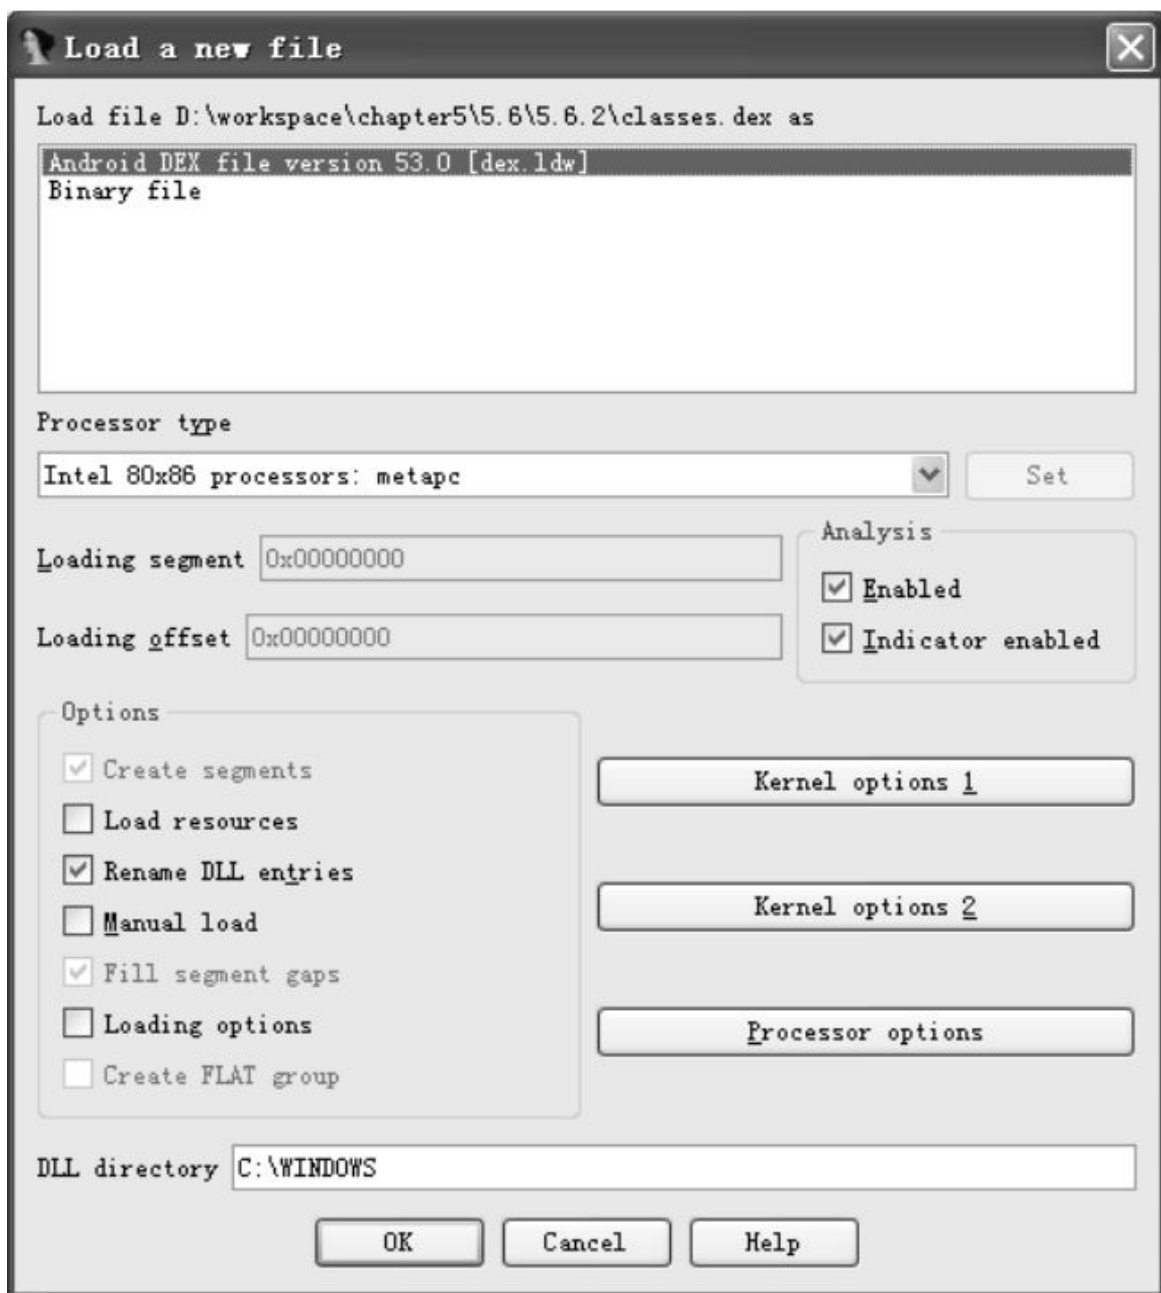 Load a new file
Load file D:\workspace\chapter5\5.6\5.6.2\classes.dex as
Android DEX file version 53.0 [dex.ldw]
Binary file
Processor type
Intel 80x86 processors: metapc
Set
Loading segment 0x00000000
Loading offset 0x00000000
Analysis
Enabled
Indicator enabled
Options
Create segments
Load resources
Rename DLL entries
Manual load
Fill segment gaps
Loading options
Create FLAT group
Kernel options 1
Kernel options 2
Processor options
DLL directory C:\WINDOWS
OK Cancel Help